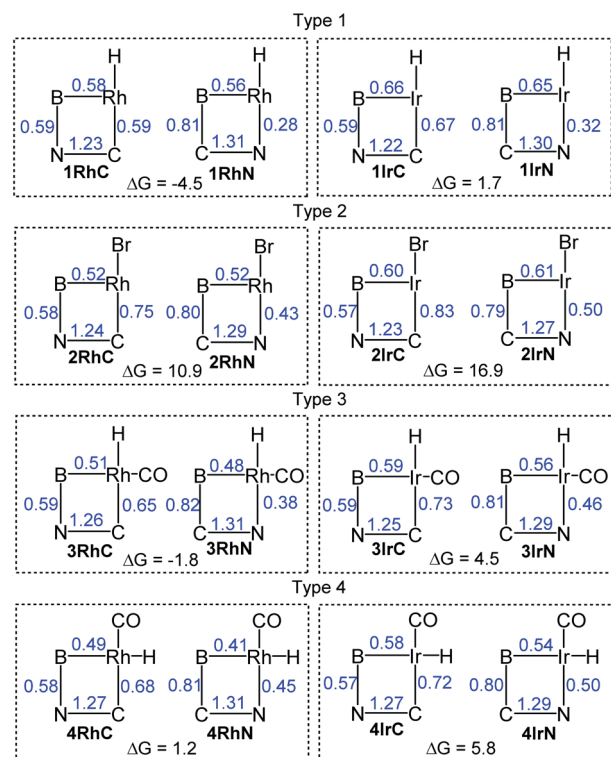 Type 1
H H H H
0.58 0.56 0.66 0.65
B Rh B Rh B Ir B Ir
0.59 0.59 0.81 0.28 0.59 0.67 0.81 0.32
1.23 1.31 1.22 1.30
N C C N N C C N
1RhC 1RhN 1IrC 1IrN
ΔG = -4.5 ΔG = 1.7
Type 2
Br Br Br Br
0.52 0.52 0.60 0.61
B Rh B Rh B Ir B Ir
0.58 0.75 0.80 0.43 0.57 0.83 0.79 0.50
1.24 1.29 1.23 1.27
N C C N N C C N
2RhC 2RhN 2IrC 2IrN
ΔG = 10.9 ΔG = 16.9
Type 3
H H H H
0.51 0.48 0.59 0.56
B Rh-CO B Rh-CO B Ir-CO B Ir-CO
0.59 0.65 0.82 0.38 0.59 0.73 0.81 0.46
1.26 1.31 1.25 1.29
N C C N N C C N
3RhC 3RhN 3IrC 3IrN
ΔG = -1.8 ΔG = 4.5
Type 4
CO CO CO CO
0.49 0.41 0.58 0.54
B Rh-H B Rh-H B Ir-H B Ir-H
0.58 0.68 0.81 0.45 0.57 0.72 0.80 0.50
1.27 1.31 1.27 1.29
N C C N N C C N
4RhC 4RhN 4IrC 4IrN
ΔG = 1.2 ΔG = 5.8